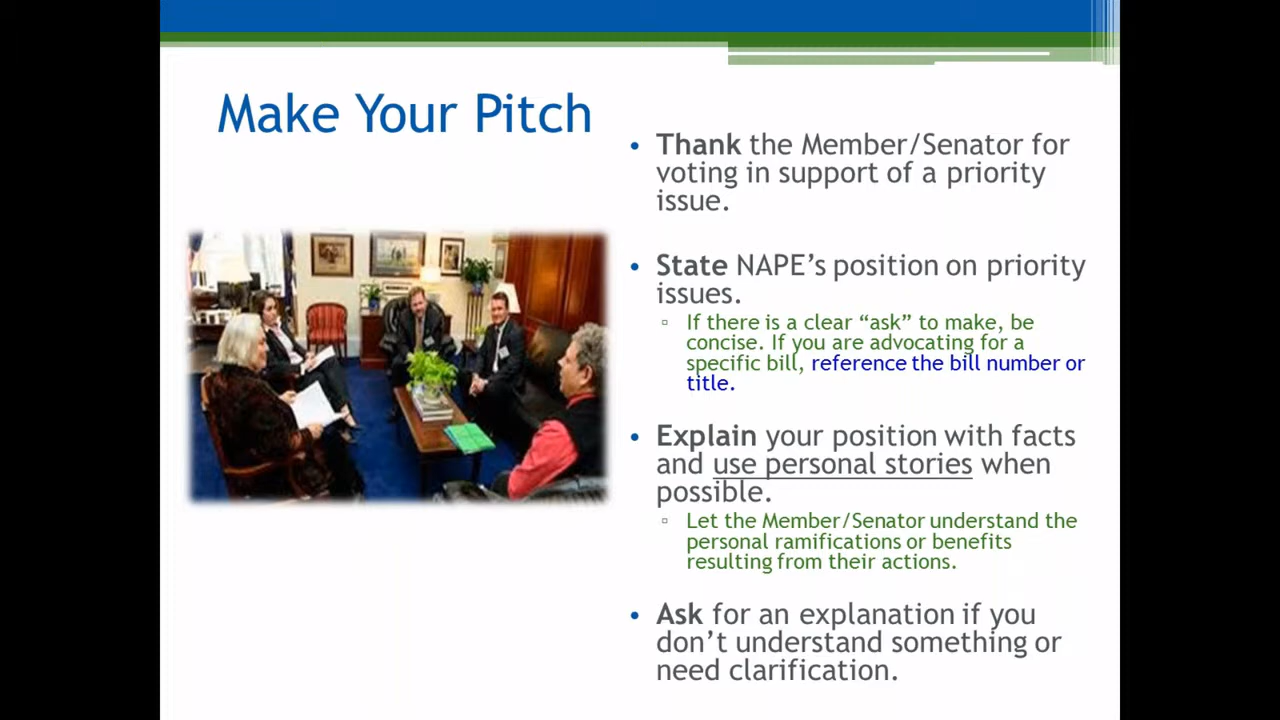 Make Your Pitch
• Thank the Member/Senator for
voting in support of a priority
issue.
• State NAPE’s position on priority
issues.
▫ If there is a clear “ask” to make, be
concise. If you are advocating for a
specific bill, reference the bill number or
title.
• Explain your position with facts
and use personal stories when
possible.
▫ Let the Member/Senator understand the
personal ramifications or benefits
resulting from their actions.
• Ask for an explanation if you
don’t understand something or
need clarification.